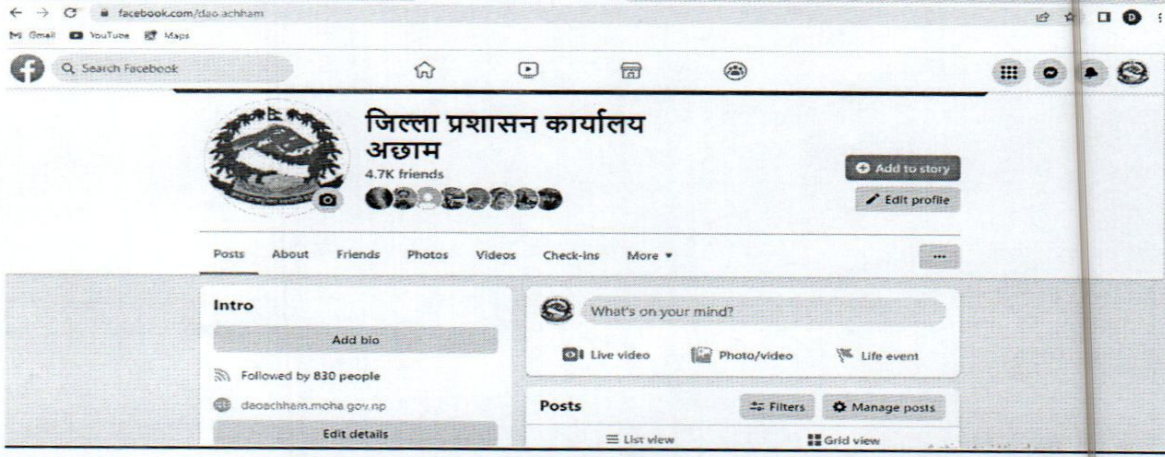 facebook.com/dao.achham
Gmail YouTube Maps
D
Search Facebook
जिल्ला प्रशासन कार्यालय
अछाम
4.7K friends
Add to story
Edit profile
Posts About Friends Photos Videos Check-ins More
Intro
Add bio
Followed by 830 people
daoachham.moha.gov.np
Edit details
What's on your mind?
Live video Photo/video Life event
Posts Filters Manage posts
List view Grid view